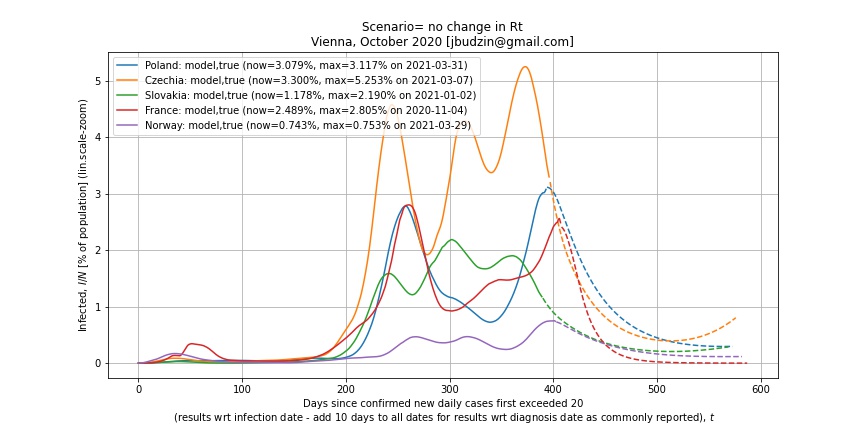 Scenario= no change in Rt
Vienna, October 2020 [jbudzin@gmail.com]
Poland: model,true (now=3.079%, max=3.117% on 2021-03-31)
Czechia: model,true (now=3.300%, max=5.253% on 2021-03-07)
Slovakia: model,true (now=1.178%, max=2.190% on 2021-01-02)
France: model,true (now=2.489%, max=2.805% on 2020-11-04)
Norway: model,true (now=0.743%, max=0.753% on 2021-03-29)
Infected, I/N [% of population] (lin.scale-zoom)
5
4
3
2
1
0
0 100 200 300 400 500 600
Days since confirmed new daily cases first exceeded 20
(results wrt infection date - add 10 days to all dates for results wrt diagnosis date as commonly reported), t